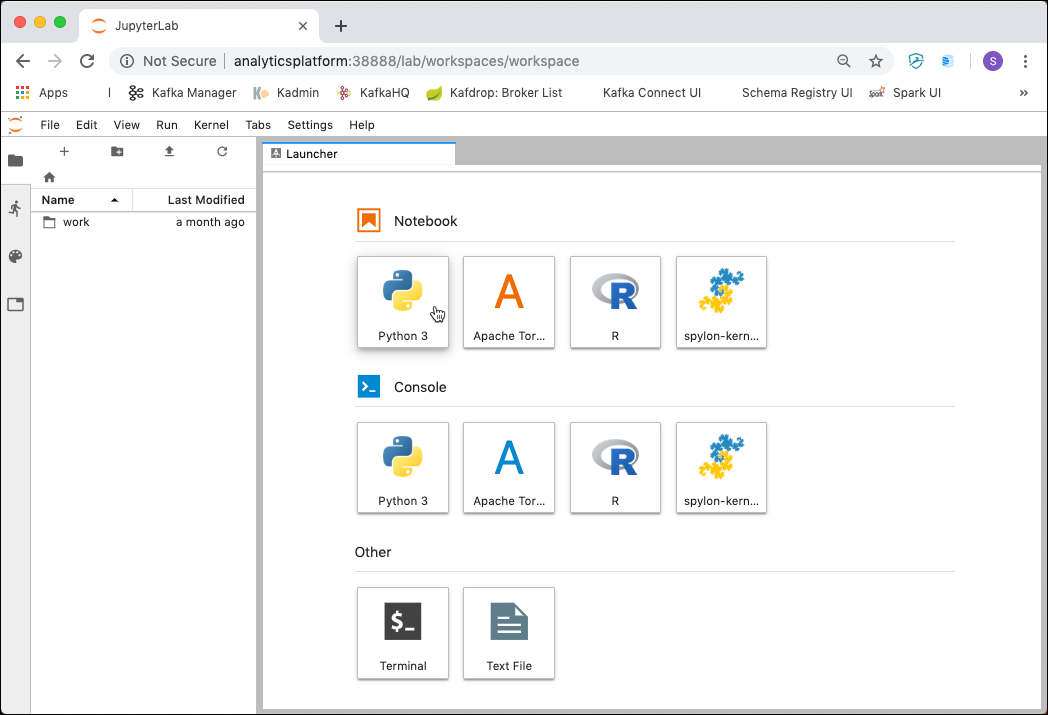 JupyterLab
Not Secure analyticsplatform:38888/lab/workspaces/workspace
S
Apps
Kafka Manager
Kadmin
KafkaHQ
Kafdrop: Broker List
Kafka Connect UI
Schema Registry UI
Spark UI
»
File Edit View Run Kernel Tabs Settings Help
Launcher
Name Last Modified
work a month ago
Notebook
Python 3
Apache Tor...
R
spylon-kern...
Console
Python 3
Apache Tor...
R
spylon-kern...
Other
$_
Terminal
Text File